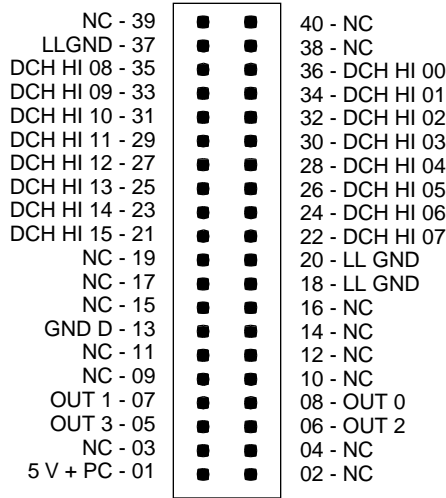 NC - 39 40 - NC
LLGND - 37 38 - NC
DCH HI 08 - 35 36 - DCH HI 00
DCH HI 09 - 33 34 - DCH HI 01
DCH HI 10 - 31 32 - DCH HI 02
DCH HI 11 - 29 30 - DCH HI 03
DCH HI 12 - 27 28 - DCH HI 04
DCH HI 13 - 25 26 - DCH HI 05
DCH HI 14 - 23 24 - DCH HI 06
DCH HI 15 - 21 22 - DCH HI 07
NC - 19 20 - LL GND
NC - 17 18 - LL GND
NC - 15 16 - NC
GND D - 13 14 - NC
NC - 11 12 - NC
NC - 09 10 - NC
OUT 1 - 07 08 - OUT 0
OUT 3 - 05 06 - OUT 2
NC - 03 04 - NC
5 V + PC - 01 02 - NC